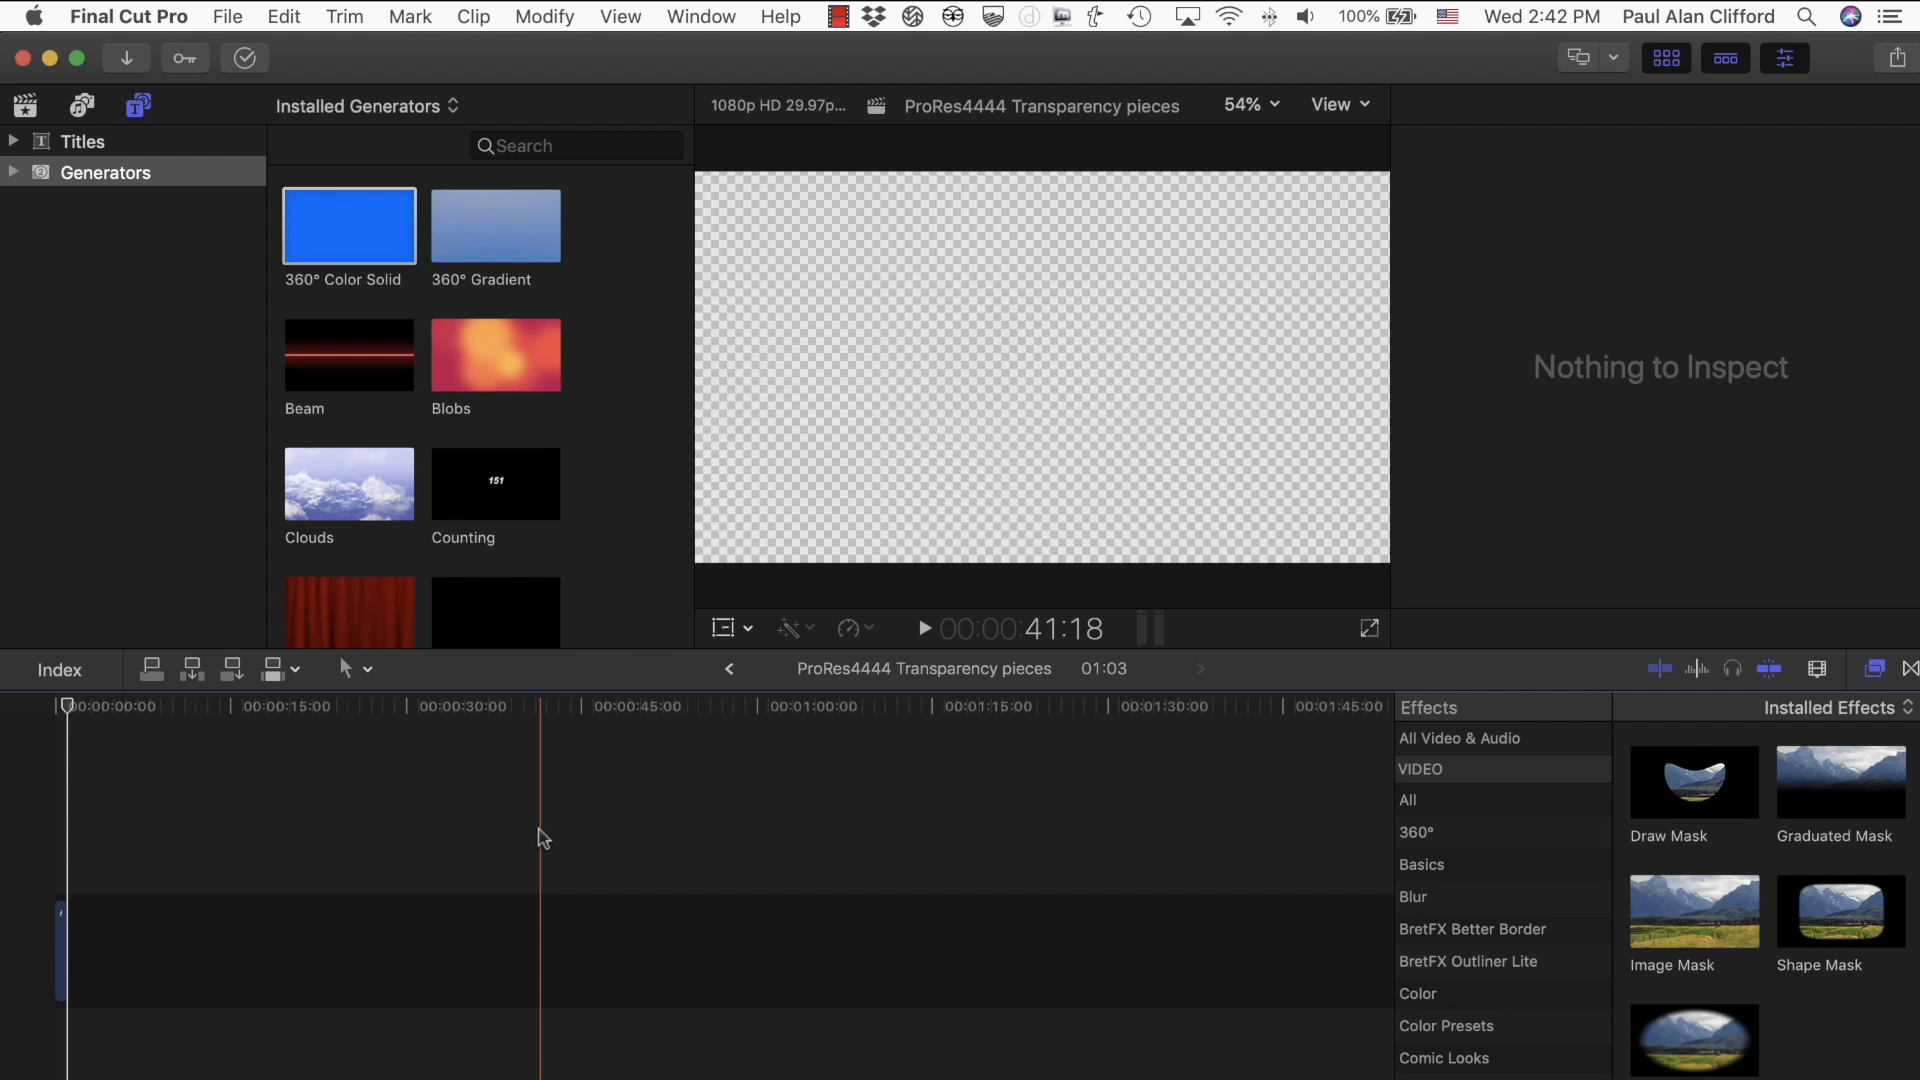 Final Cut Pro File Edit Trim Mark Clip Modify View Window Help 100% Wed 2:42 PM Paul Alan Clifford
Installed Generators
1080p HD 29.97p... ProRes4444 Transparency pieces 54% View
Titles
Search
Generators
360° Color Solid 360° Gradient
Nothing to Inspect
Beam Blobs
151
Clouds Counting
00:00:41:18
Index ProRes4444 Transparency pieces 01:03
00:00:00:00 00:00:15:00 00:00:30:00 00:00:45:00 00:01:00:00 00:01:15:00 00:01:30:00 00:01:45:00
Effects Installed Effects
All Video & Audio
VIDEO
All
360°
Draw Mask Graduated Mask
Basics
Blur
BretFX Better Border
BretFX Outliner Lite
Image Mask Shape Mask
Color
Color Presets
Comic Looks